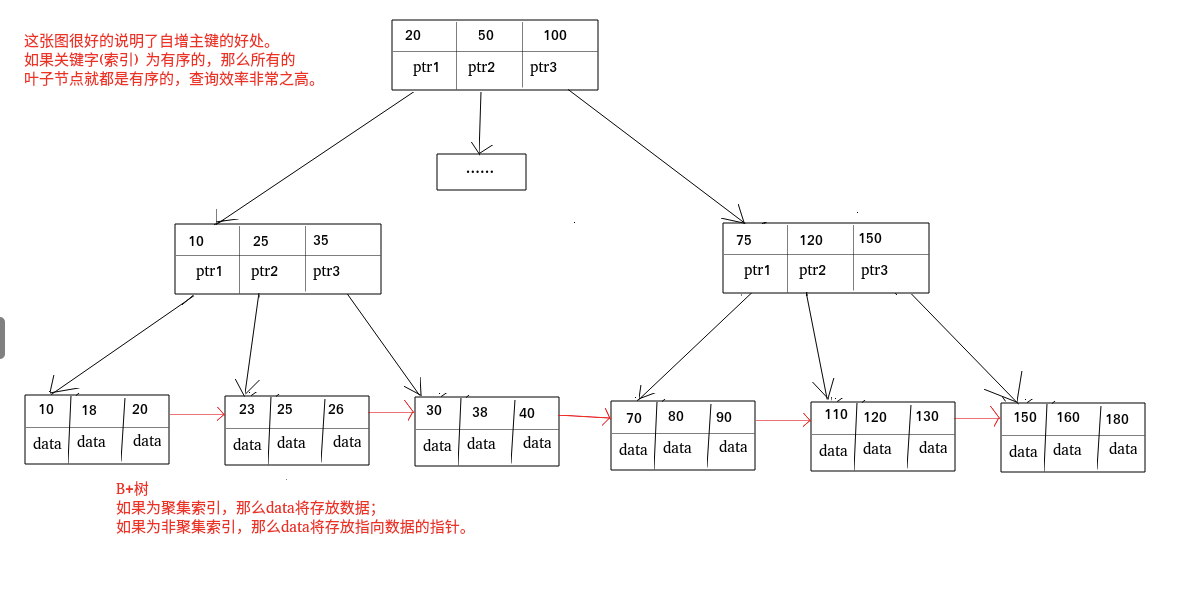 这张图很好的说明了自增主键的好处。
如果关键字(索引) 为有序的，那么所有的
叶子节点就都是有序的，查询效率非常之高。
20 50 100
ptr1 ptr2 ptr3
......
10 25 35
ptr1 ptr2 ptr3
75 120 150
ptr1 ptr2 ptr3
10 18 20
data data data
23 25 26
data data data
30 38 40
data data data
70 80 90
data data data
110 120 130
data data data
150 160 180
data data data
B+树
如果为聚集索引，那么data将存放数据；
如果为非聚集索引，那么data将存放指向数据的指针。